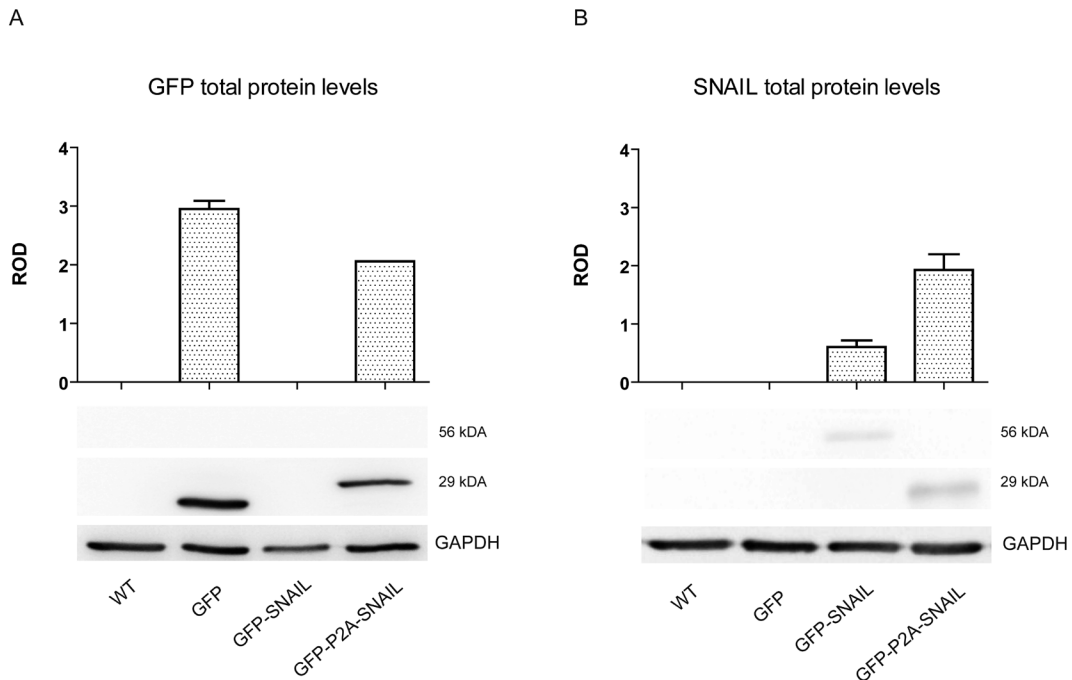 A
GFP total protein levels
4
3
2
1
0
ROD
56 kDA
29 kDA
GAPDH
WT
GFP
GFP-SNAIL
GFP-P2A-SNAIL
B
SNAIL total protein levels
4
3
2
1
0
ROD
56 kDA
29 kDA
GAPDH
WT
GFP
GFP-SNAIL
GFP-P2A-SNAIL